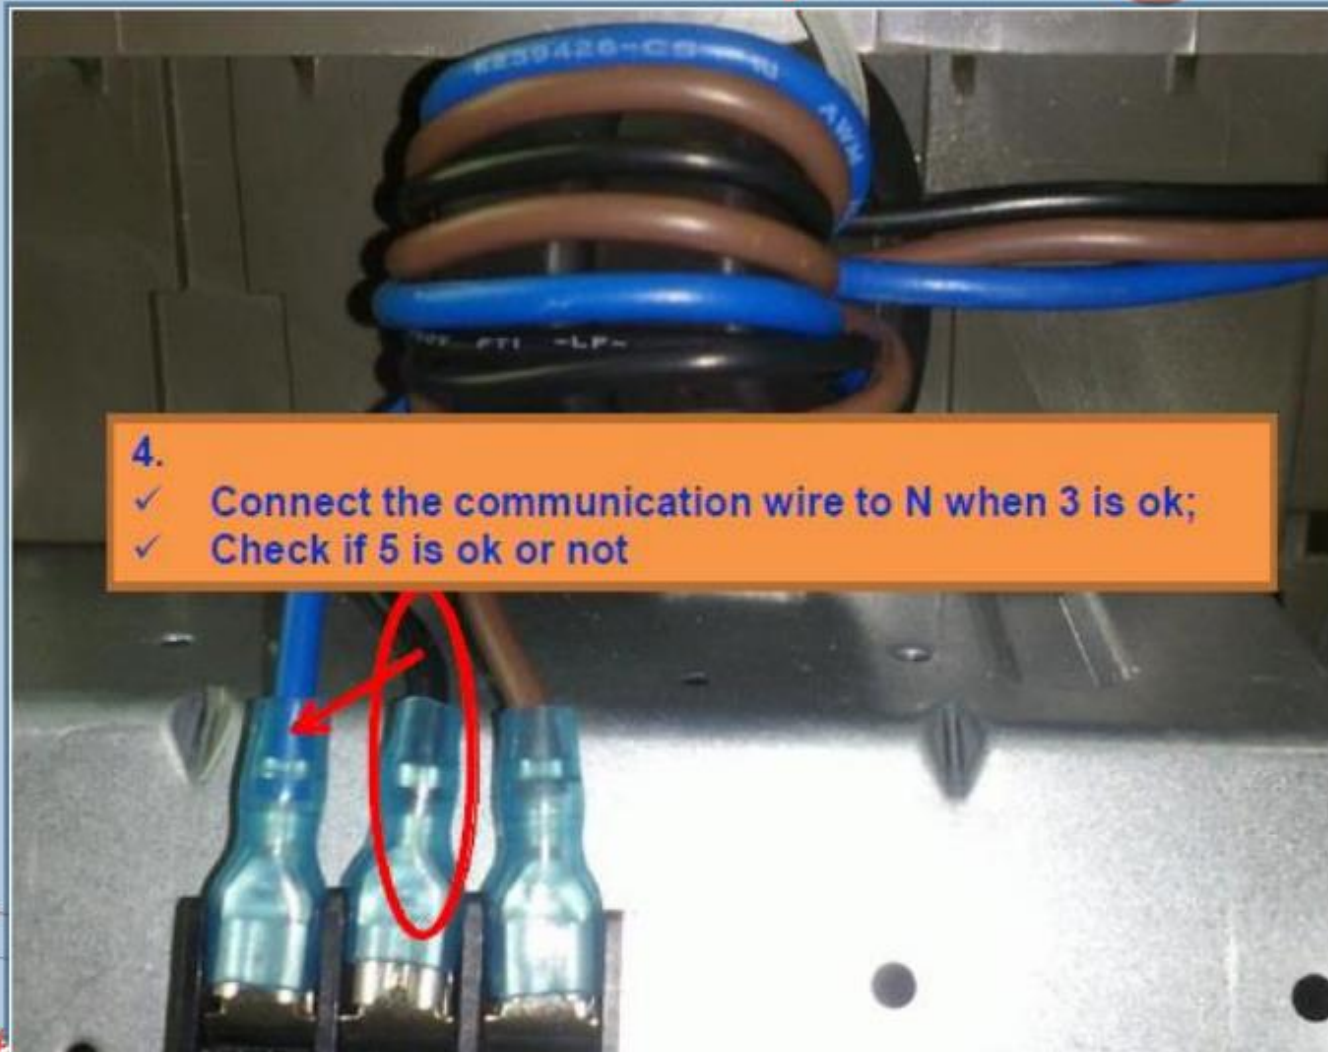 AWM
4.
✓ Connect the communication wire to N when 3 is ok;
✓ Check if 5 is ok or not